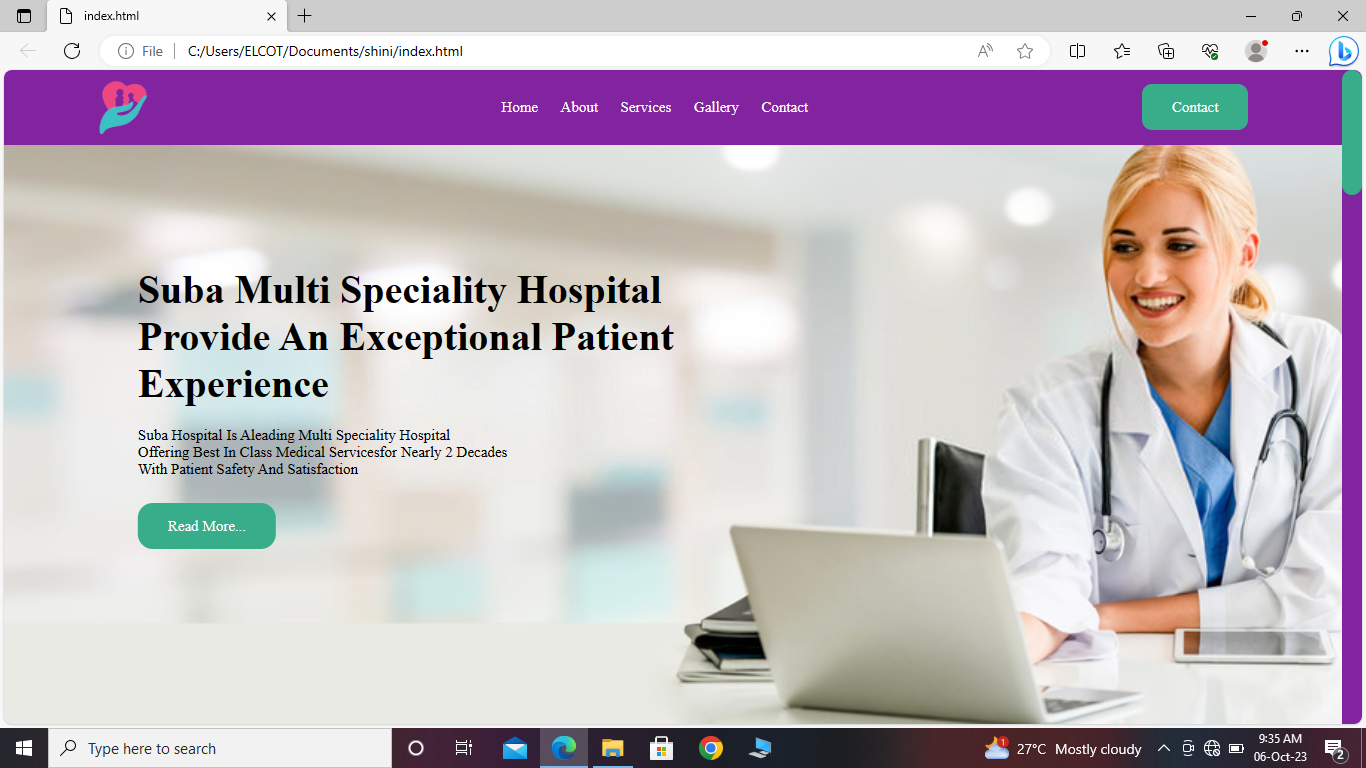 index.html
File
C:/Users/ELCOT/Documents/shini/index.html
Home About Services Gallery Contact
Contact
Suba Multi Speciality Hospital
Provide An Exceptional Patient
Experience
Suba Hospital Is Aleading Multi Speciality Hospital
Offering Best In Class Medical Servicesfor Nearly 2 Decades
With Patient Safety And Satisfaction
Read More...
Type here to search
1
27°C Mostly cloudy
9:35 AM
06-Oct-23
2